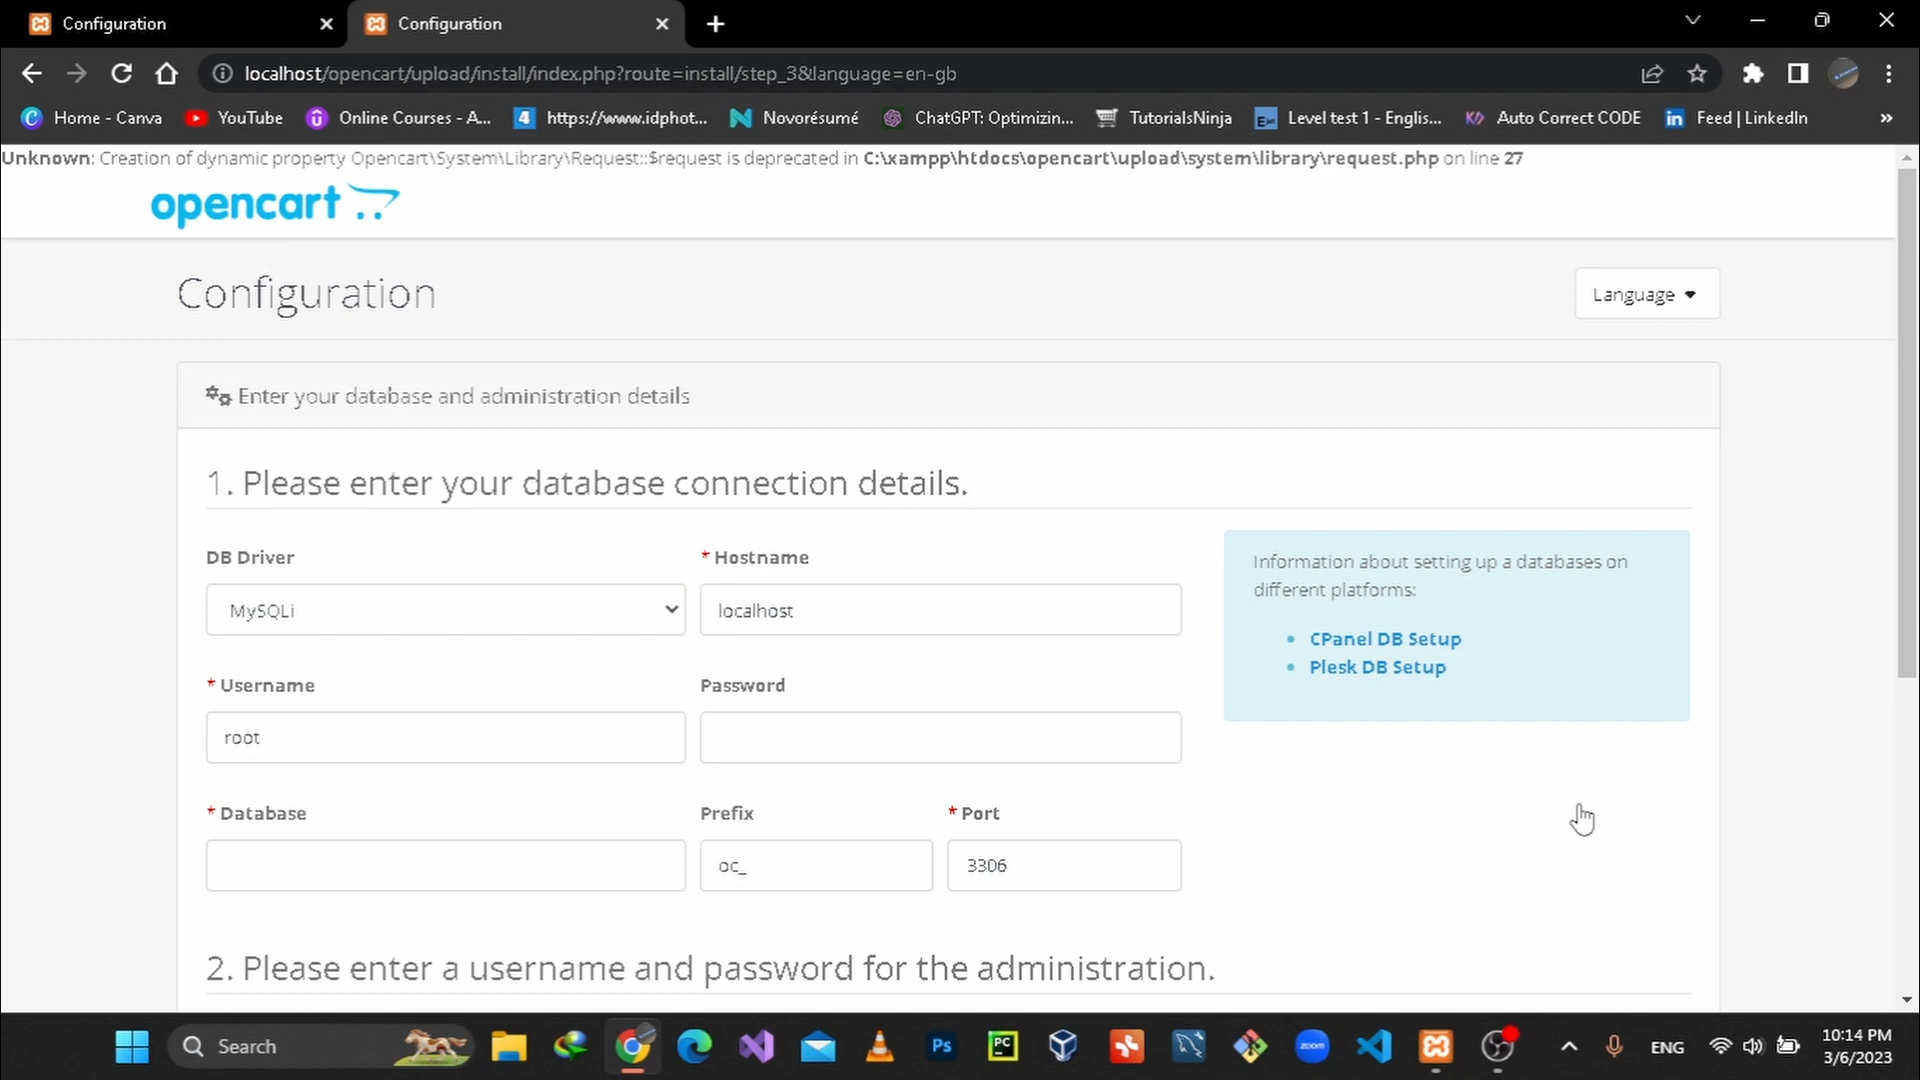 Configuration
Configuration
localhost/opencart/upload/install/index.php?route=install/step_3&language=en-gb
Home - Canva YouTube Online Courses - A... https://www.idphot... Novorésumé ChatGPT: Optimizin... TutorialsNinja Level test 1 - Englis... Auto Correct CODE Feed | LinkedIn »
Unknown: Creation of dynamic property Opencart\System\Library\Request::$request is deprecated in C:\xampp\htdocs\opencart\upload\system\library\request.php on line 27
opencart
Configuration
Language
Enter your database and administration details
1. Please enter your database connection details.
DB Driver
* Hostname
MySQLi
localhost
Information about setting up a databases on
different platforms:
• CPanel DB Setup
• Plesk DB Setup
* Username
Password
root
* Database
Prefix
* Port
oc_
3306
2. Please enter a username and password for the administration.
Search
Ps
PC
zoom
ENG
10:14 PM
3/6/2023